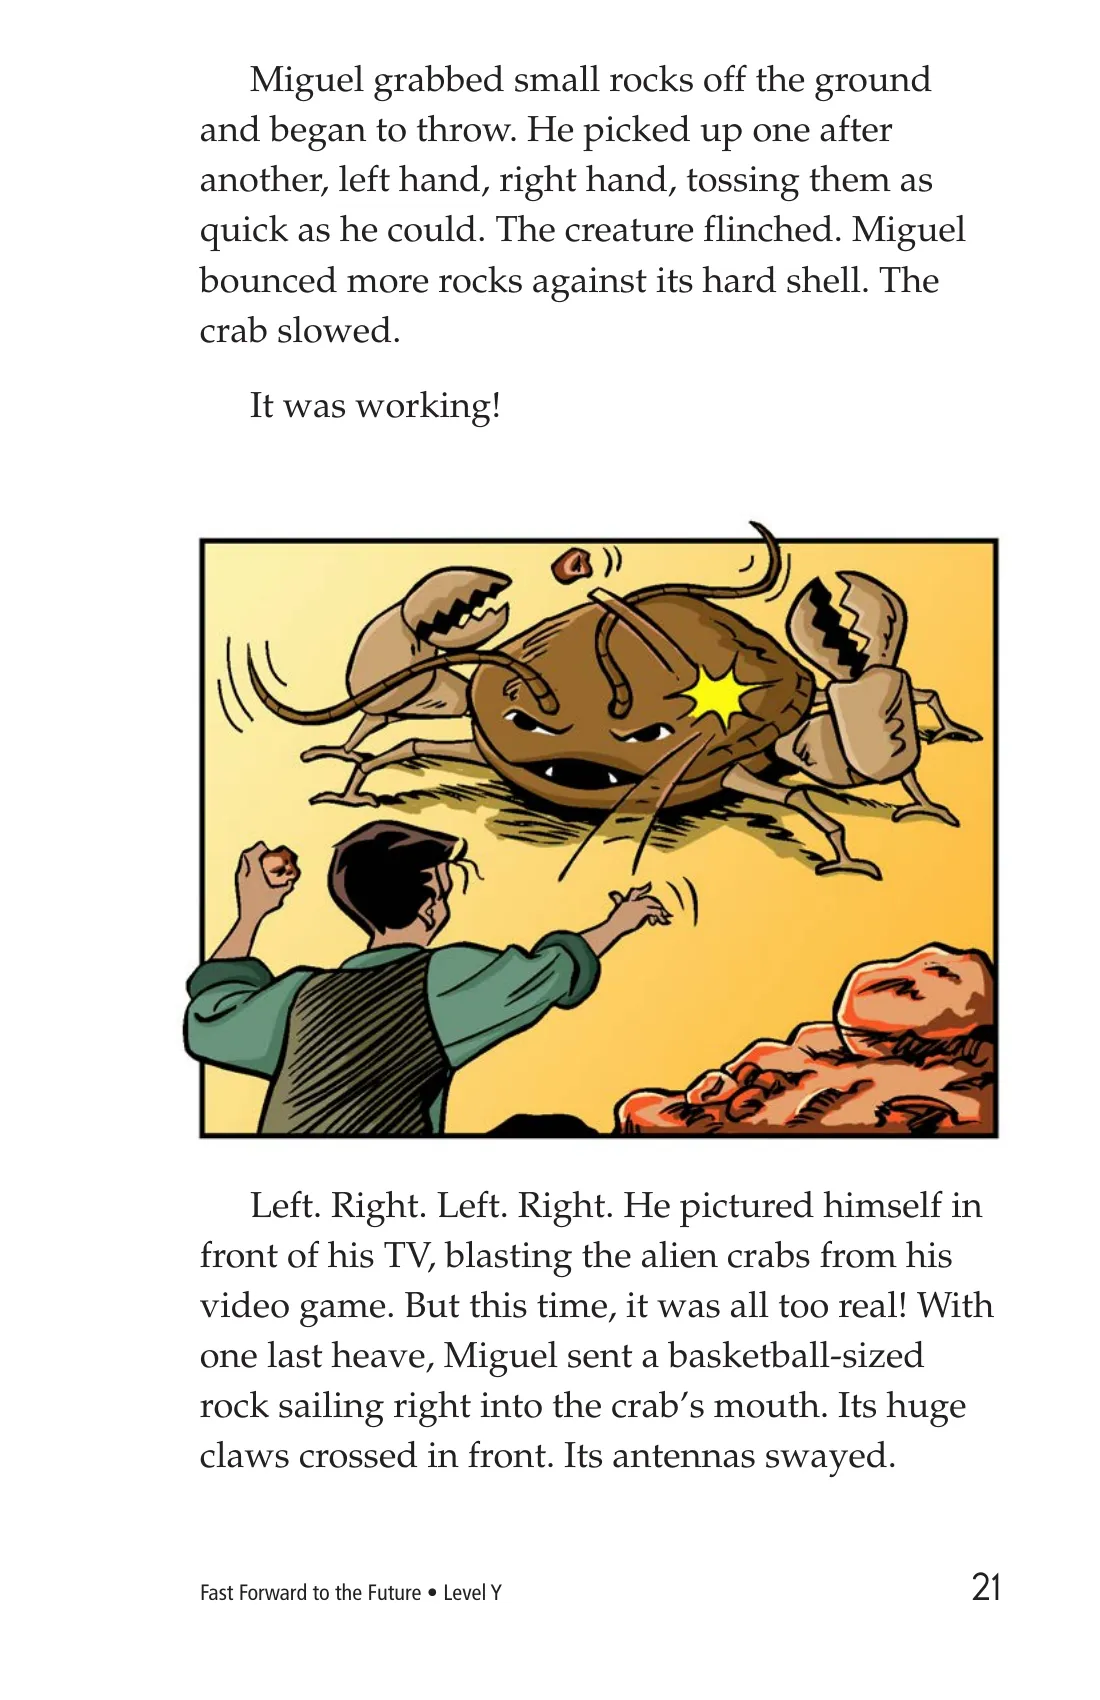 Miguel grabbed small rocks off the ground
and began to throw. He picked up one after
another, left hand, right hand, tossing them as
quick as he could. The creature flinched. Miguel
bounced more rocks against its hard shell. The
crab slowed.
It was working!
Left. Right. Left. Right. He pictured himself in
front of his TV, blasting the alien crabs from his
video game. But this time, it was all too real! With
one last heave, Miguel sent a basketball-sized
rock sailing right into the crab’s mouth. Its huge
claws crossed in front. Its antennas swayed.
Fast Forward to the Future • Level Y
21